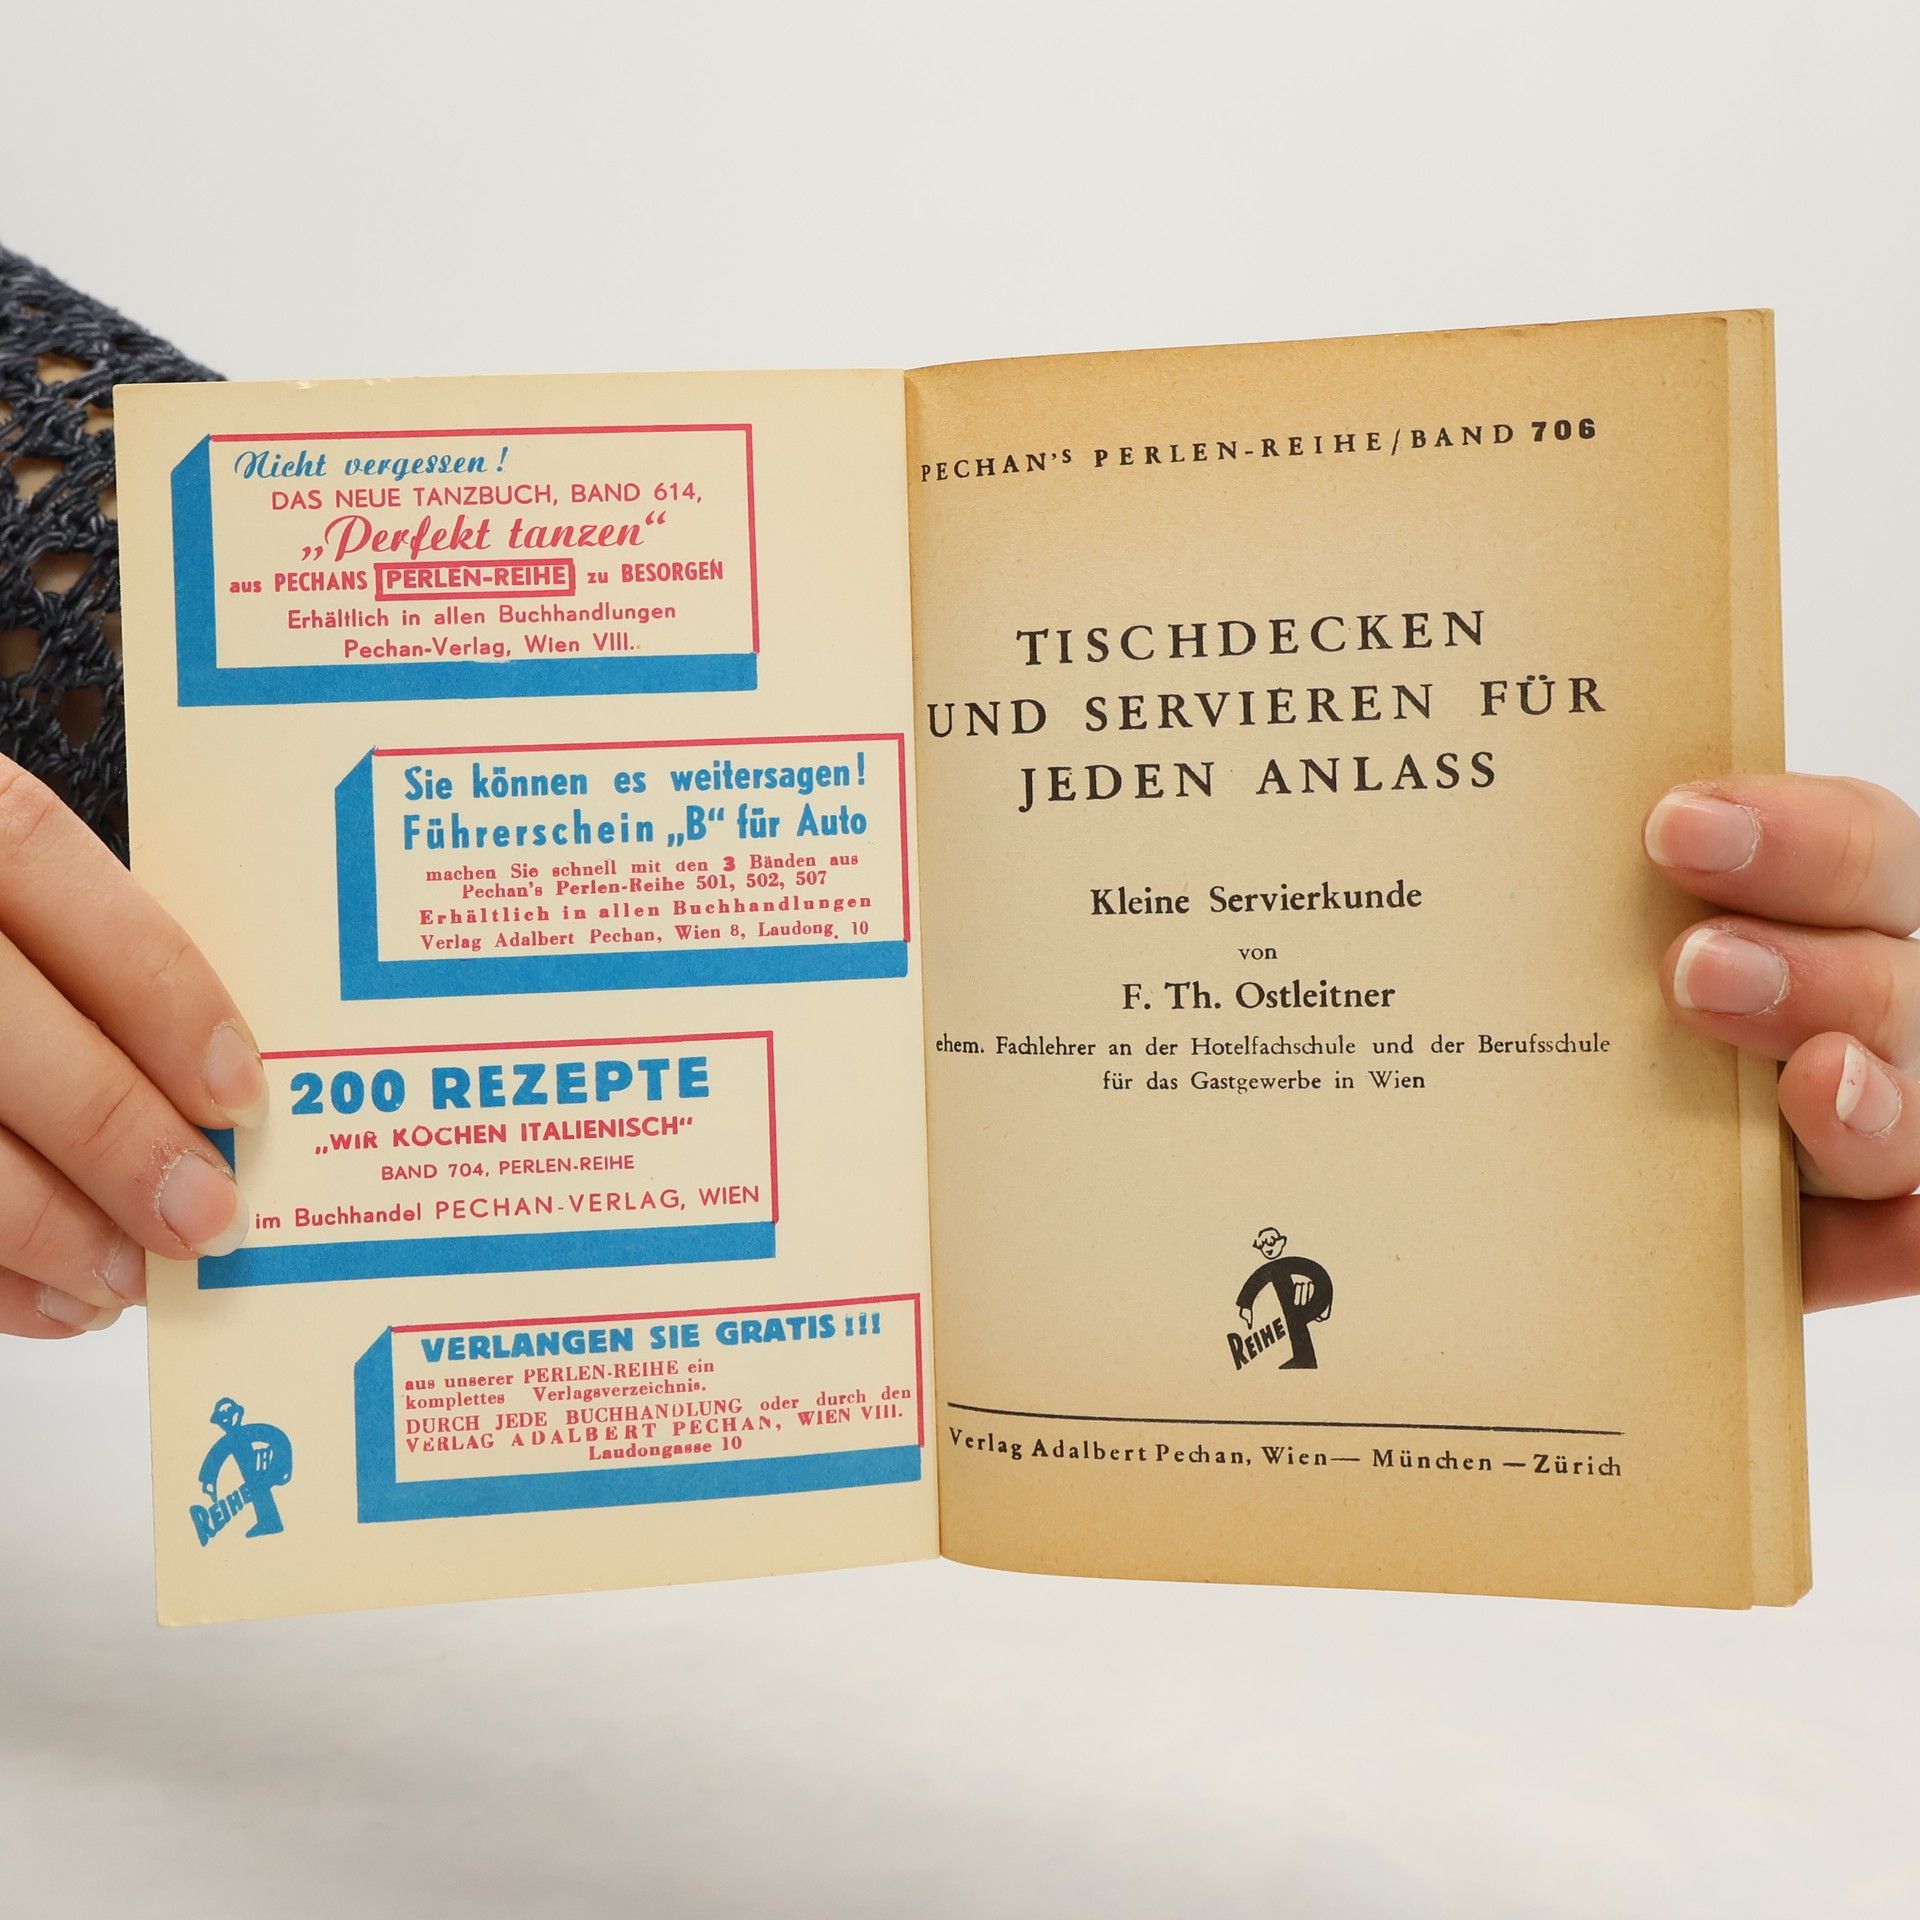 Nicht vergessen!
DAS NEUE TANZBUCH, BAND 614,
„Perfekt tanzen“
aus PECHANS PERLEN-REIHE zu BESORGEN
Erhältlich in allen Buchhandlungen
Pechan-Verlag, Wien VIII.
Sie können es weitersagen!
Führerschein „B“ für Auto
machen Sie schnell mit den 3 Bänden aus
Pechan's Perlen-Reihe 501, 502, 507
Erhältlich in allen Buchhandlungen
Verlag Adalbert Pechan, Wien 8, Laudong. 10
200 REZEPTE
„WIR KOCHEN ITALIENISCH“
BAND 704, PERLEN-REIHE
im Buchhandel PECHAN-VERLAG, WIEN
VERLANGEN SIE GRATIS!!!
aus unserer PERLEN-REIHE ein
komplettes Verlagsverzeichnis.
DURCH JEDE BUCHHANDLUNG oder durch den
VERLAG ADALBERT PECHAN, WIEN VIII.
Laudongasse 10
REIHE P
PECHAN's PERLEN-REIHE/BAND 706
TISCHDECKEN
UND SERVIEREN FÜR
JEDEN ANLASS
Kleine Servierkunde
von
F. Th. Ostleitner
ehem. Fachlehrer an der Hotelfachschule und der Berufsschule
für das Gastgewerbe in Wien
REIHE P
Verlag Adalbert Pechan, Wien— München —Zürich